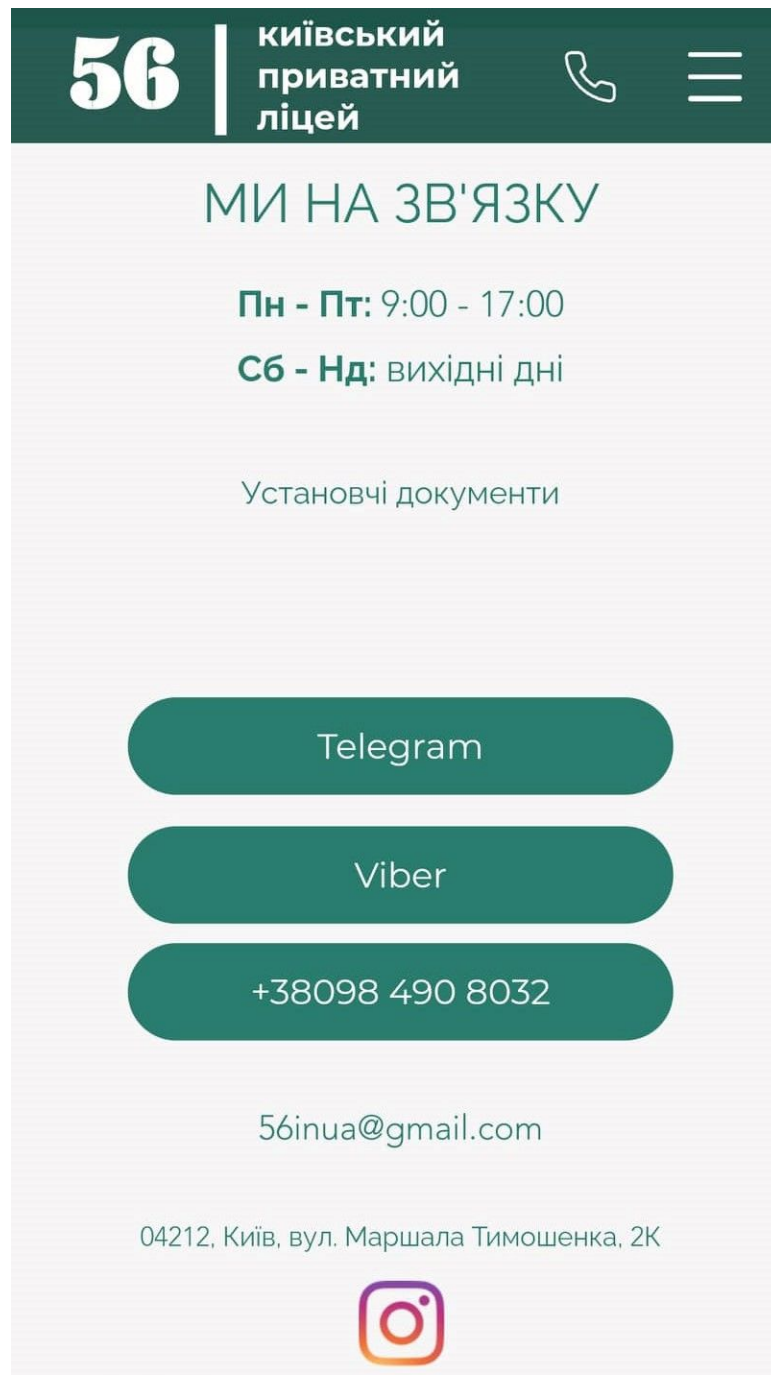 56
київський
приватний
ліцей
МИ НА ЗВ'ЯЗКУ
Пн - Пт: 9:00 - 17:00
Сб - Нд: вихідні дні
Установчі документи
Telegram
Viber
+38098 490 8032
56inua@gmail.com
04212, Київ, вул. Маршала Тимошенка, 2К